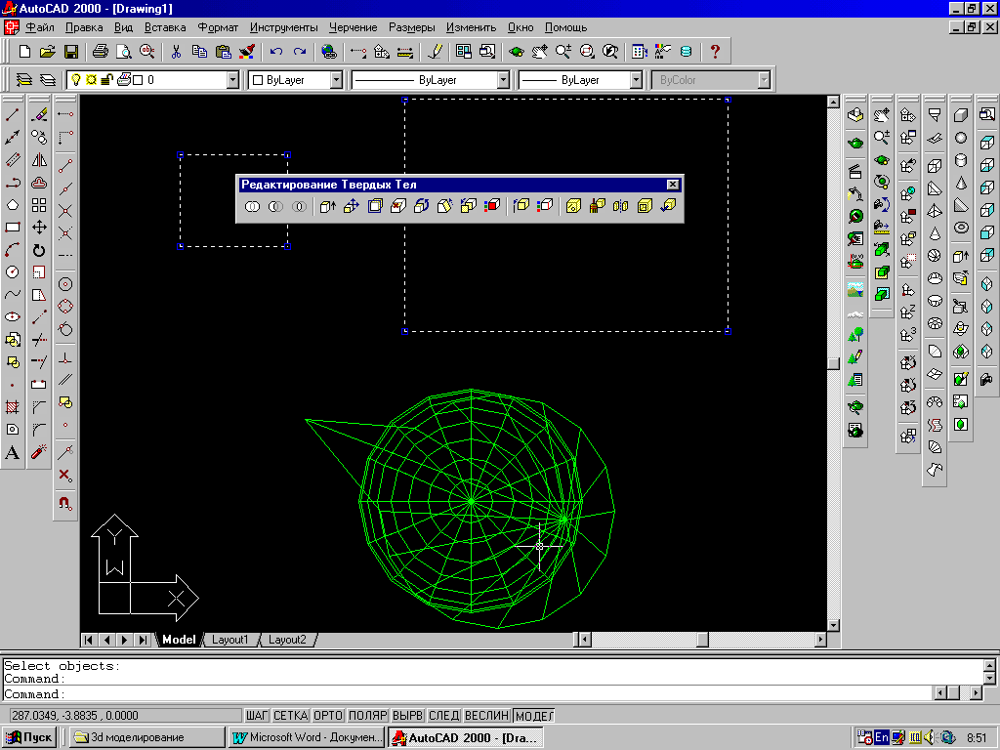 AutoCAD 2000 - [Drawing1]
Файл Правка Вид Вставка Формат Инструменты Черчение Размеры Изменить Окно Помощь
0 ByLayer ByLayer ByLayer ByColor
Редактирование Твердых Тел
Y
W
X
Model Layout1 Layout2
Select objects:
Command:
Command:
287.0349, -3.8835 , 0.0000 ШАГ СЕТКА ОРТО ПОЛЯР ВЫРВ СЛЕД ВЕСЛИН МОДЕЛ
Пуск 3d моделирование Microsoft Word - Докумен... AutoCAD 2000 - [Dra... En 8:51